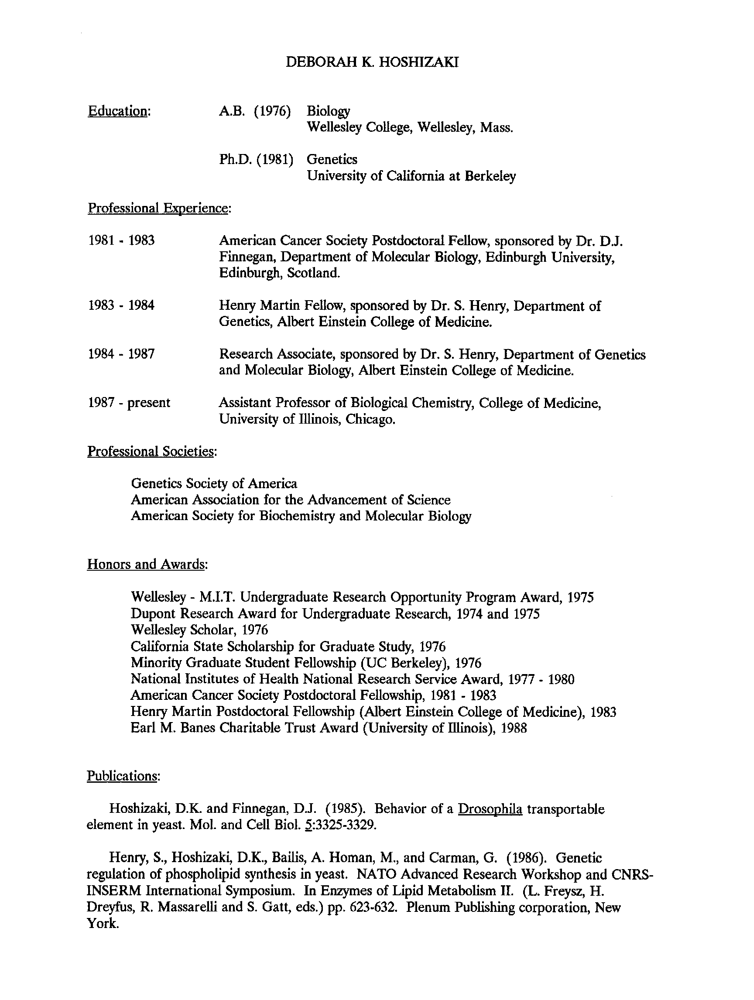 DEBORAH K. HOSHIZAKI
Education: A.B. (1976) Biology
Wellesley College, Wellesley, Mass.
Ph.D. (1981) Genetics
University of California at Berkeley
Professional Experience:
1981 - 1983 American Cancer Society Postdoctoral Fellow, sponsored by Dr. D.J.
Finnegan, Department of Molecular Biology, Edinburgh University,
Edinburgh, Scotland.
1983 - 1984 Henry Martin Fellow, sponsored by Dr. S. Henry, Department of
Genetics, Albert Einstein College of Medicine.
1984 - 1987 Research Associate, sponsored by Dr. S. Henry, Department of Genetics
and Molecular Biology, Albert Einstein College of Medicine.
1987 - present Assistant Professor of Biological Chemistry, College of Medicine,
University of Illinois, Chicago.
Professional Societies:
Genetics Society of America
American Association for the Advancement of Science
American Society for Biochemistry and Molecular Biology
Honors and Awards:
Wellesley - M.I.T. Undergraduate Research Opportunity Program Award, 1975
Dupont Research Award for Undergraduate Research, 1974 and 1975
Wellesley Scholar, 1976
California State Scholarship for Graduate Study, 1976
Minority Graduate Student Fellowship (UC Berkeley), 1976
National Institutes of Health National Research Service Award, 1977 - 1980
American Cancer Society Postdoctoral Fellowship, 1981 - 1983
Henry Martin Postdoctoral Fellowship (Albert Einstein College of Medicine), 1983
Earl M. Banes Charitable Trust Award (University of Illinois), 1988
Publications:
Hoshizaki, D.K. and Finnegan, D.J. (1985). Behavior of a Drosophila transportable
element in yeast. Mol. and Cell Biol. 5:3325-3329.
Henry, S., Hoshizaki, D.K., Bailis, A. Homan, M., and Carman, G. (1986). Genetic
regulation of phospholipid synthesis in yeast. NATO Advanced Research Workshop and CNRS-
INSERM International Symposium. In Enzymes of Lipid Metabolism II. (L. Freysz, H.
Dreyfus, R. Massarelli and S. Gatt, eds.) pp. 623-632. Plenum Publishing corporation, New
York.